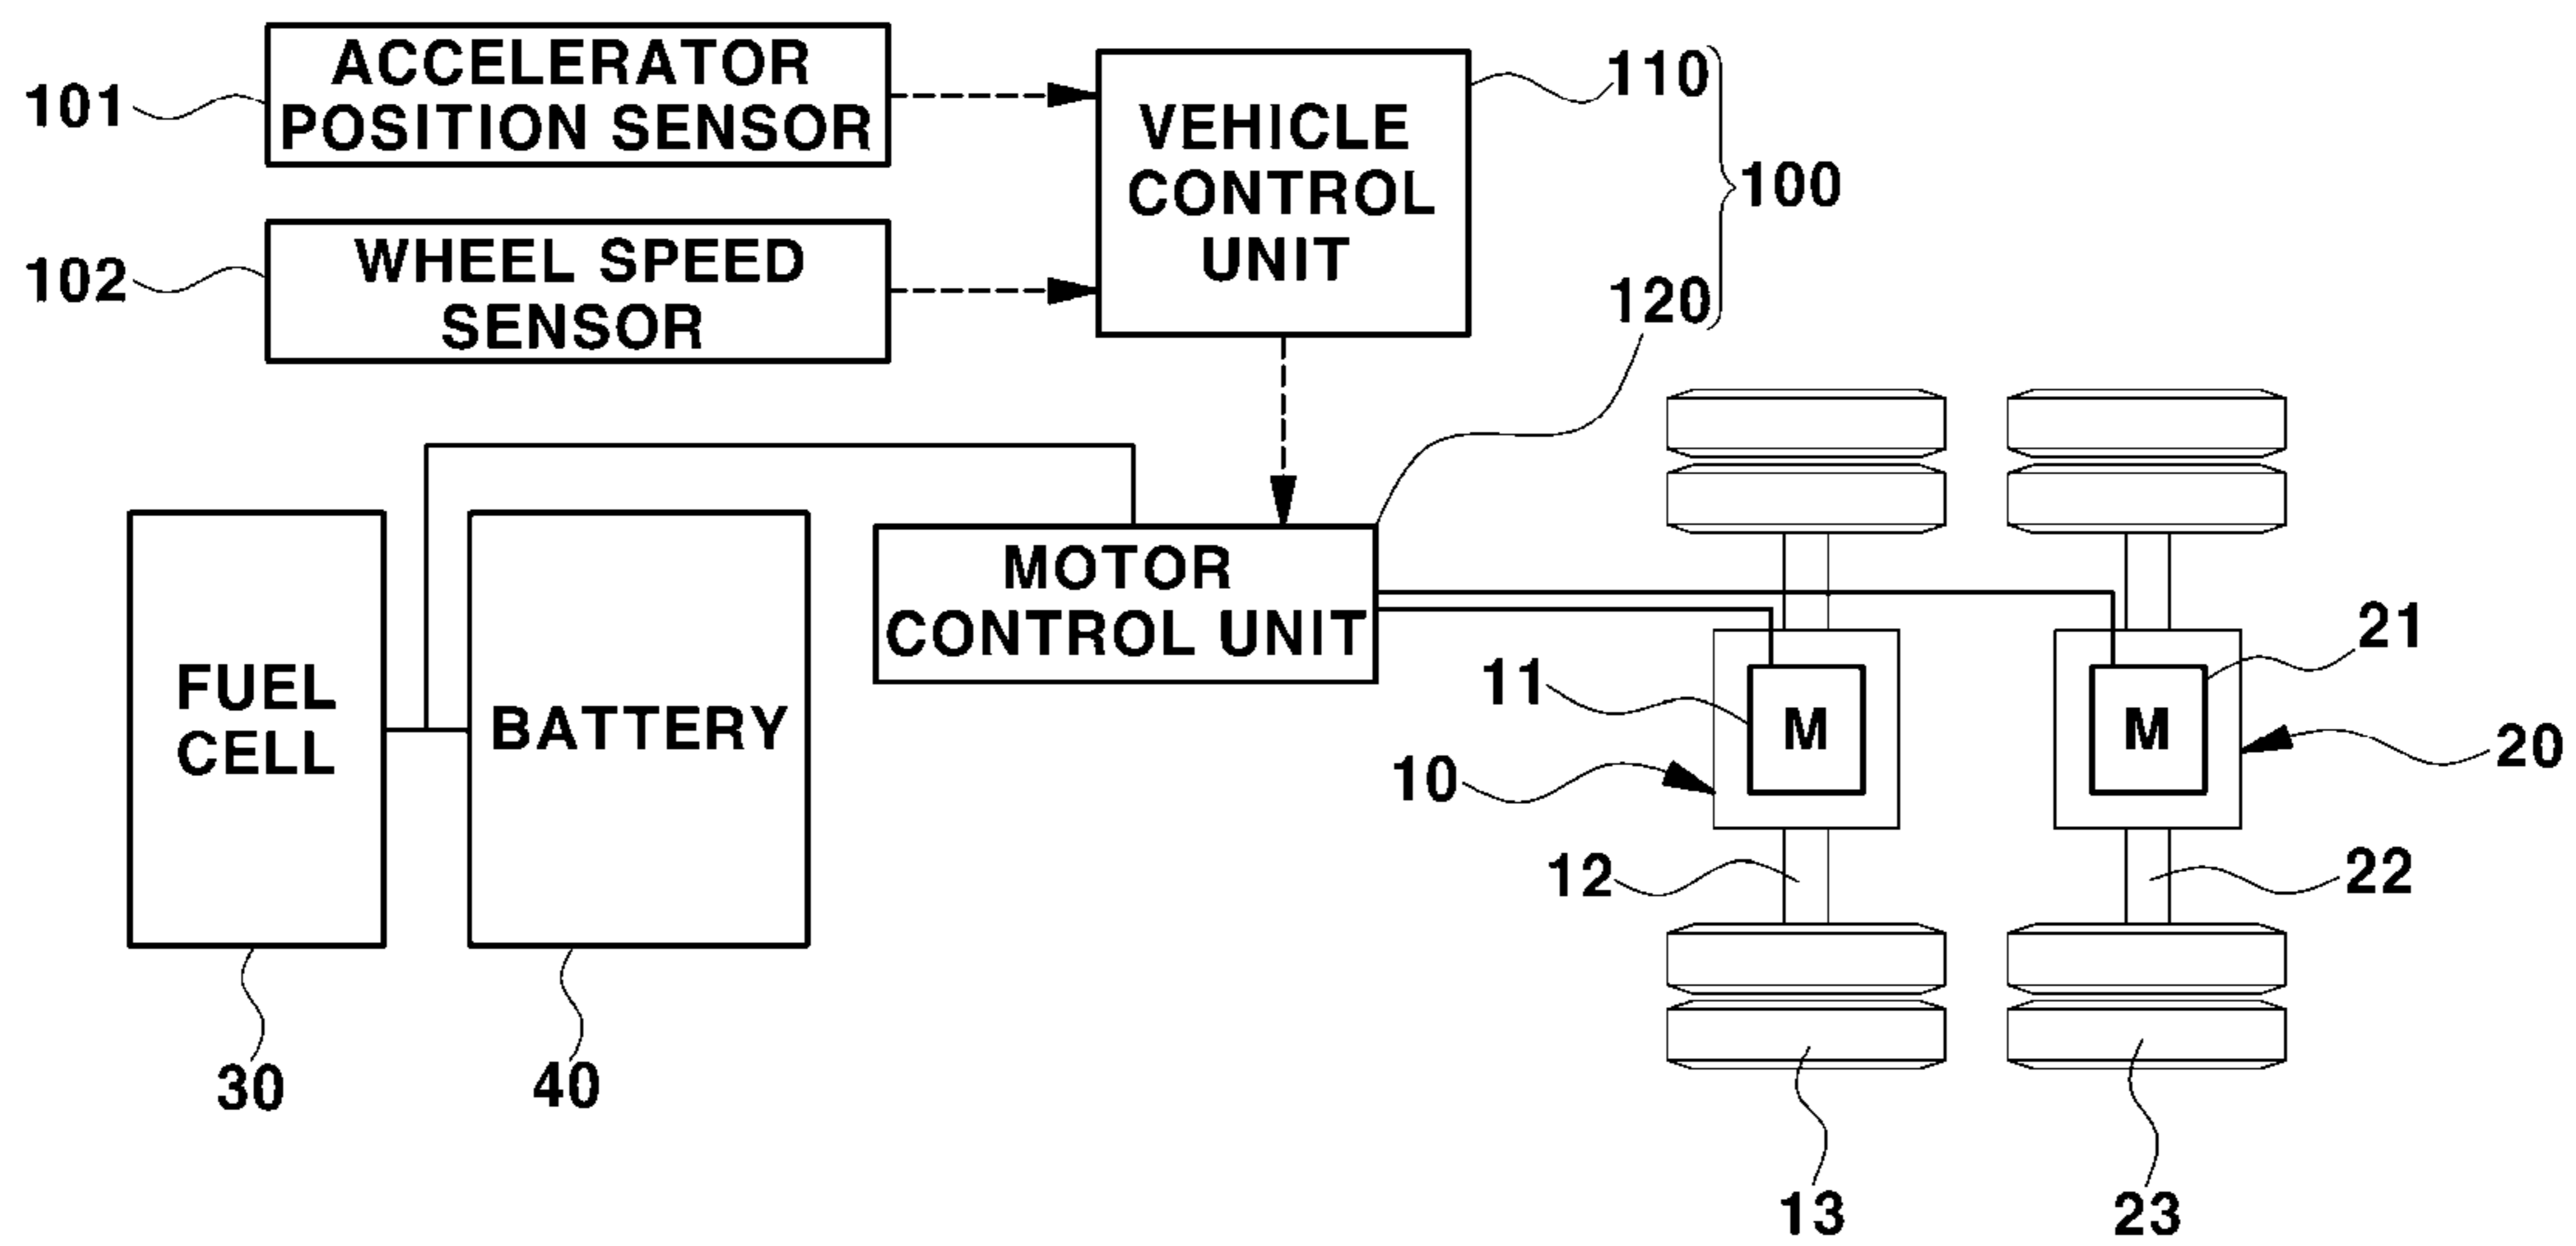 ACCELERATOR
POSITION SENSOR
101
VEHICLE
CONTROL
UNIT
110
100
WHEEL SPEED
SENSOR
102
120
MOTOR
CONTROL UNIT
FUEL
CELL
BATTERY
11
M
M
21
10
20
12
22
30
40
13
23